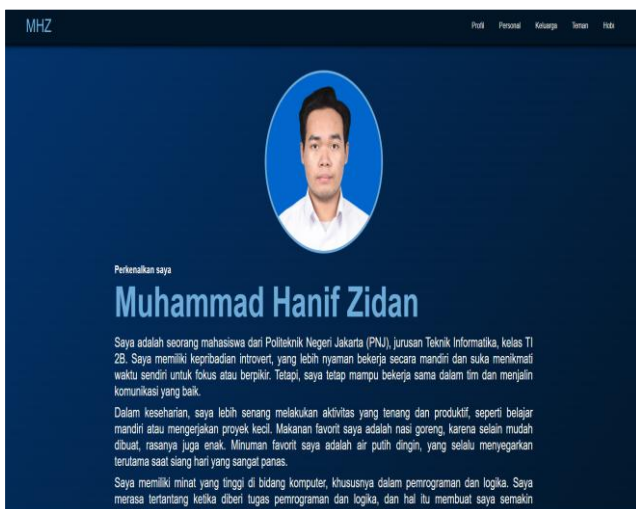 MHZ
Profil Personal Keluarga Teman Hobi
Perkenalkan saya
Muhammad Hanif Zidan
Saya adalah seorang mahasiswa dari Politeknik Negeri Jakarta (PNJ), jurusan Teknik Informatika, kelas TI
2B. Saya memiliki kepribadian introvert, yang lebih nyaman bekerja secara mandiri dan suka menikmati
waktu sendiri untuk fokus atau berpikir. Tetapi, saya tetap mampu bekerja sama dalam tim dan menjalin
komunikasi yang baik.
Dalam keseharian, saya lebih senang melakukan aktivitas yang tenang dan produktif, seperti belajar
mandiri atau mengerjakan proyek kecil. Makanan favorit saya adalah nasi goreng, karena selain mudah
dibuat, rasanya juga enak. Minuman favorit saya adalah air putih dingin, yang selalu menyegarkan
terutama saat siang hari yang sangat panas.
Saya memiliki minat yang tinggi di bidang komputer, khususnya dalam pemrograman dan logika. Saya
merasa tertantang ketika diberi tugas pemrograman dan logika, dan hal itu membuat saya semakin